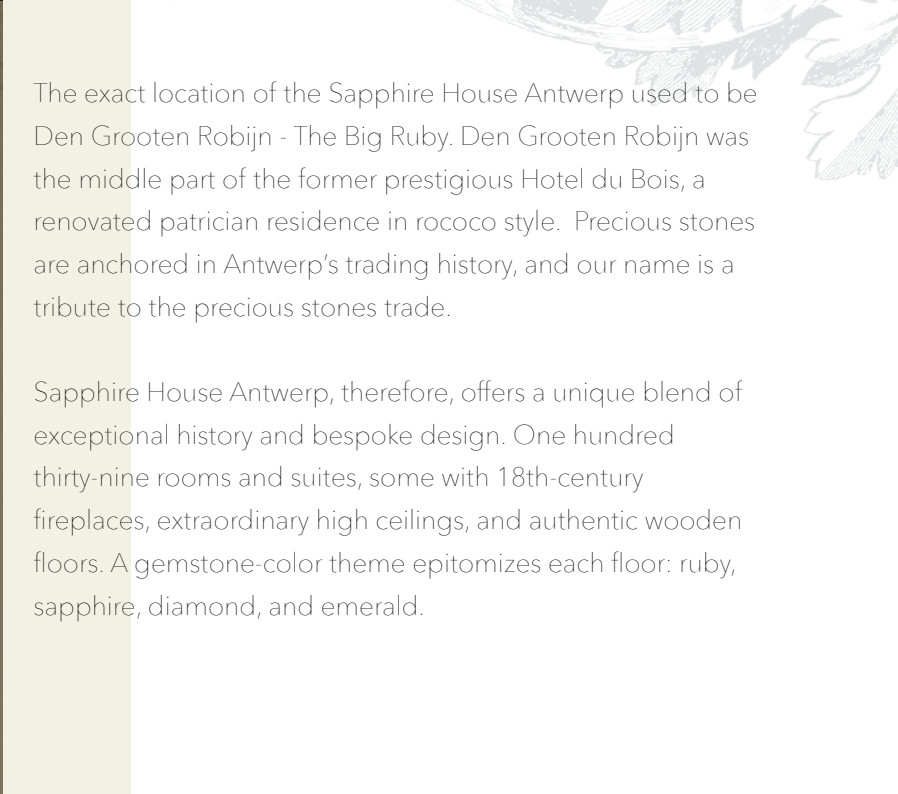 The exact location of the Sapphire House Antwerp used to be
Den Grooten Robijn - The Big Ruby. Den Grooten Robijn was
the middle part of the former prestigious Hotel du Bois, a
renovated patrician residence in rococo style.  Precious stones
are anchored in Antwerp’s trading history, and our name is a
tribute to the precious stones trade.
Sapphire House Antwerp, therefore, offers a unique blend of
exceptional history and bespoke design. One hundred
thirty-nine rooms and suites, some with 18th-century
fireplaces, extraordinary high ceilings, and authentic wooden
floors. A gemstone-color theme epitomizes each floor: ruby,
sapphire, diamond, and emerald.